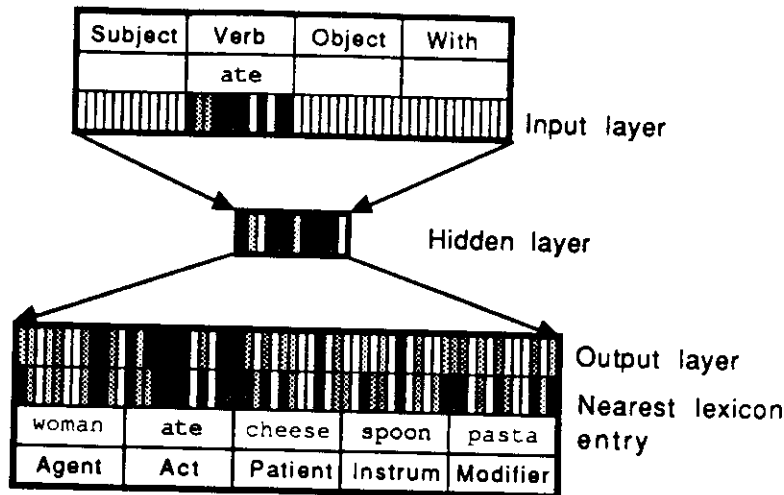 Subject Verb Object With
ate
Input layer
Hidden layer
Output layer
Nearest lexicon
woman ate cheese spoon pasta entry
Agent Act Patient Instrum Modifier